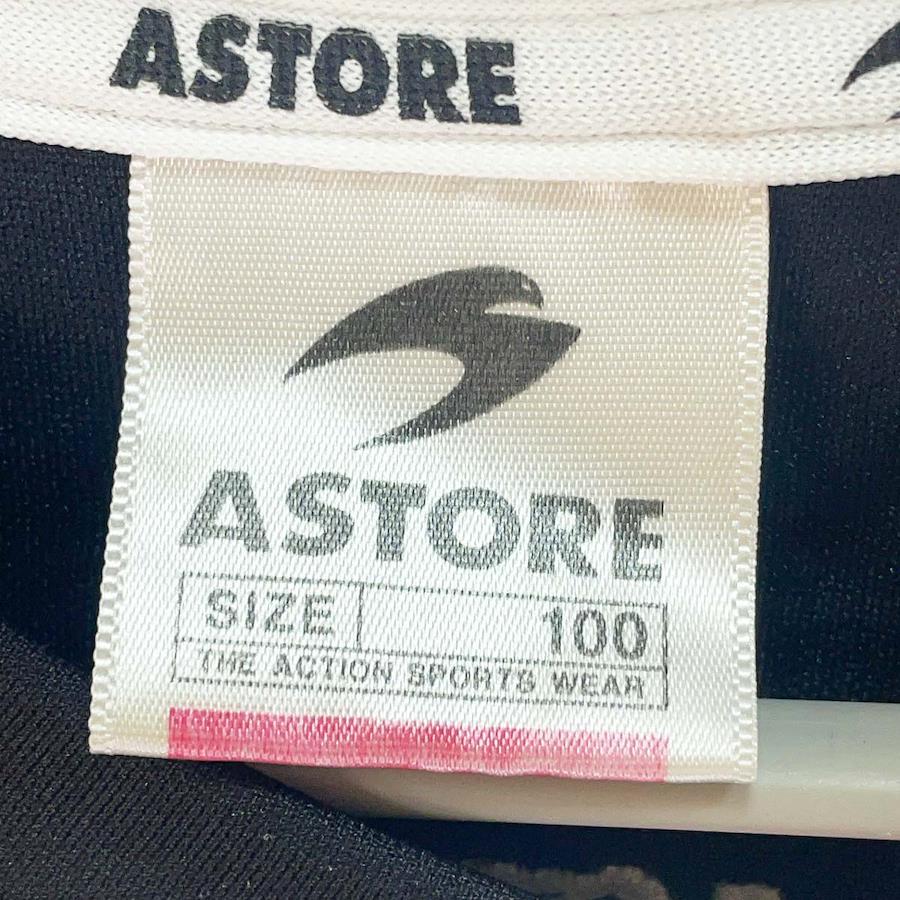 ASTORE
ASTORE
SIZE 100
THE ACTION SPORTS WEAR